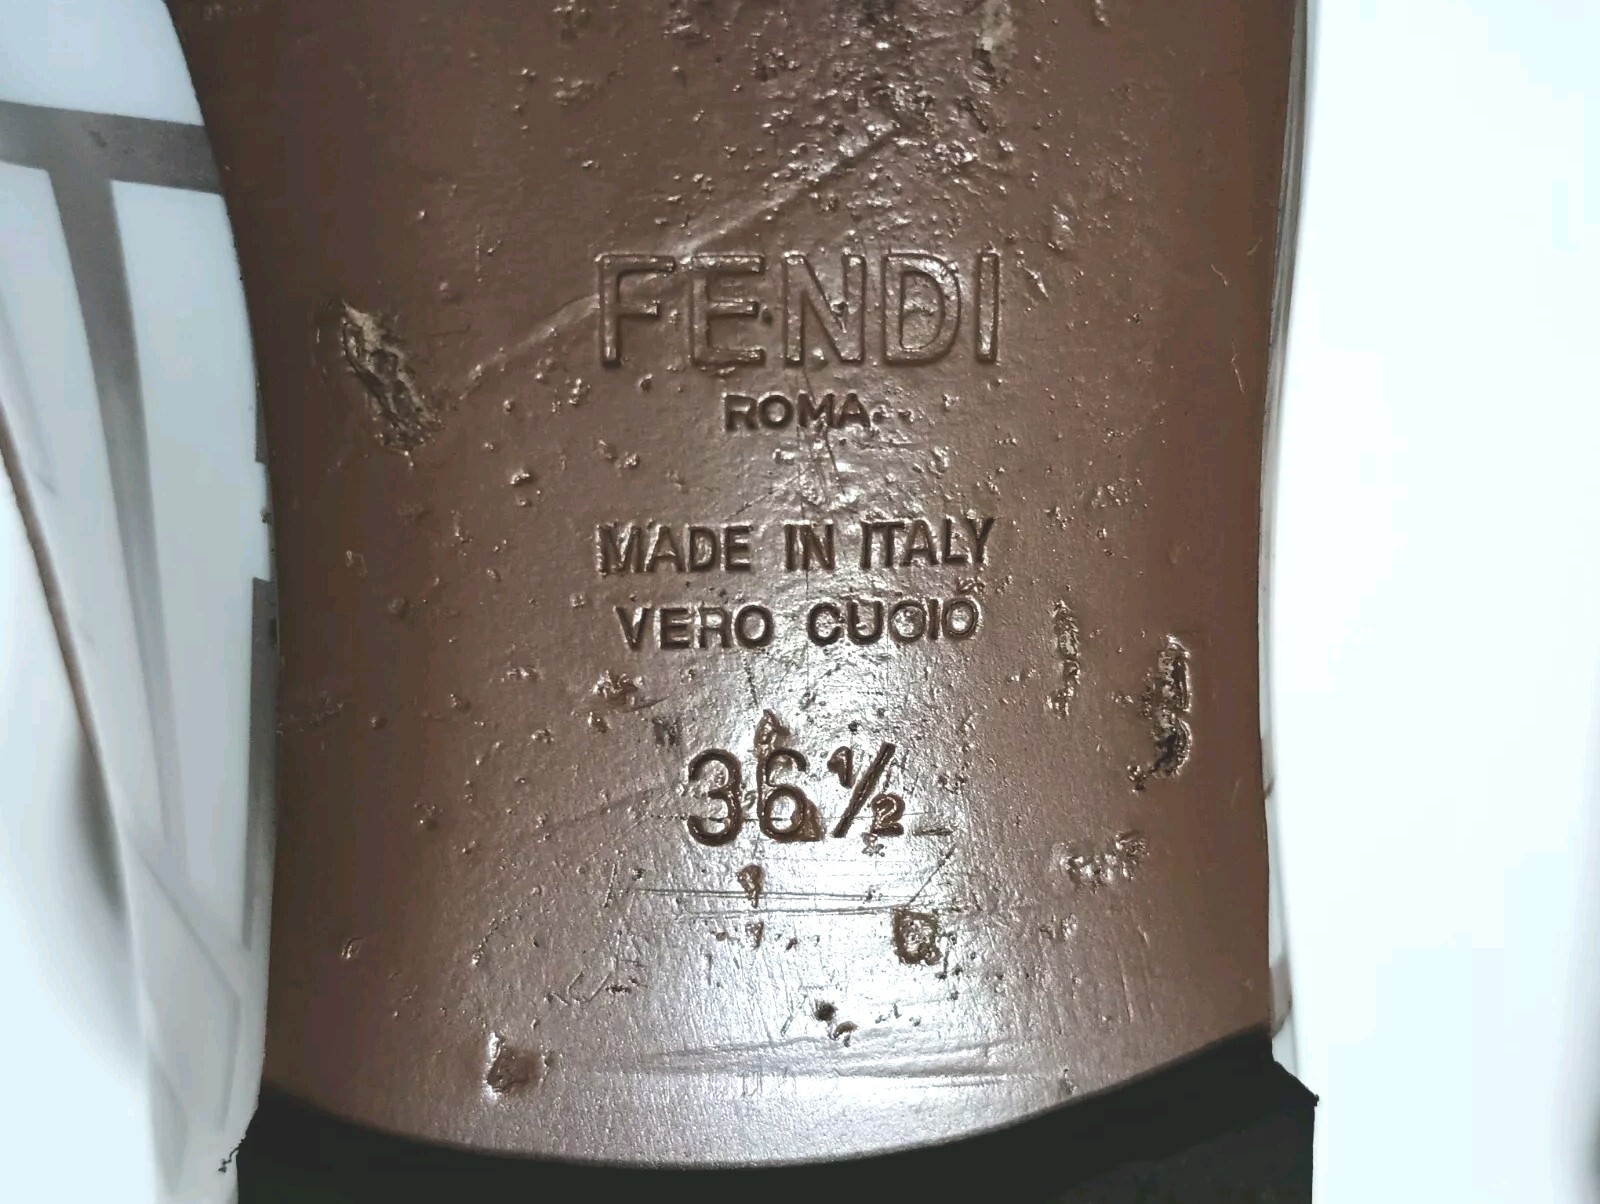 FENDI
ROMA
MADE IN ITALY
VERO CUOIO
36½